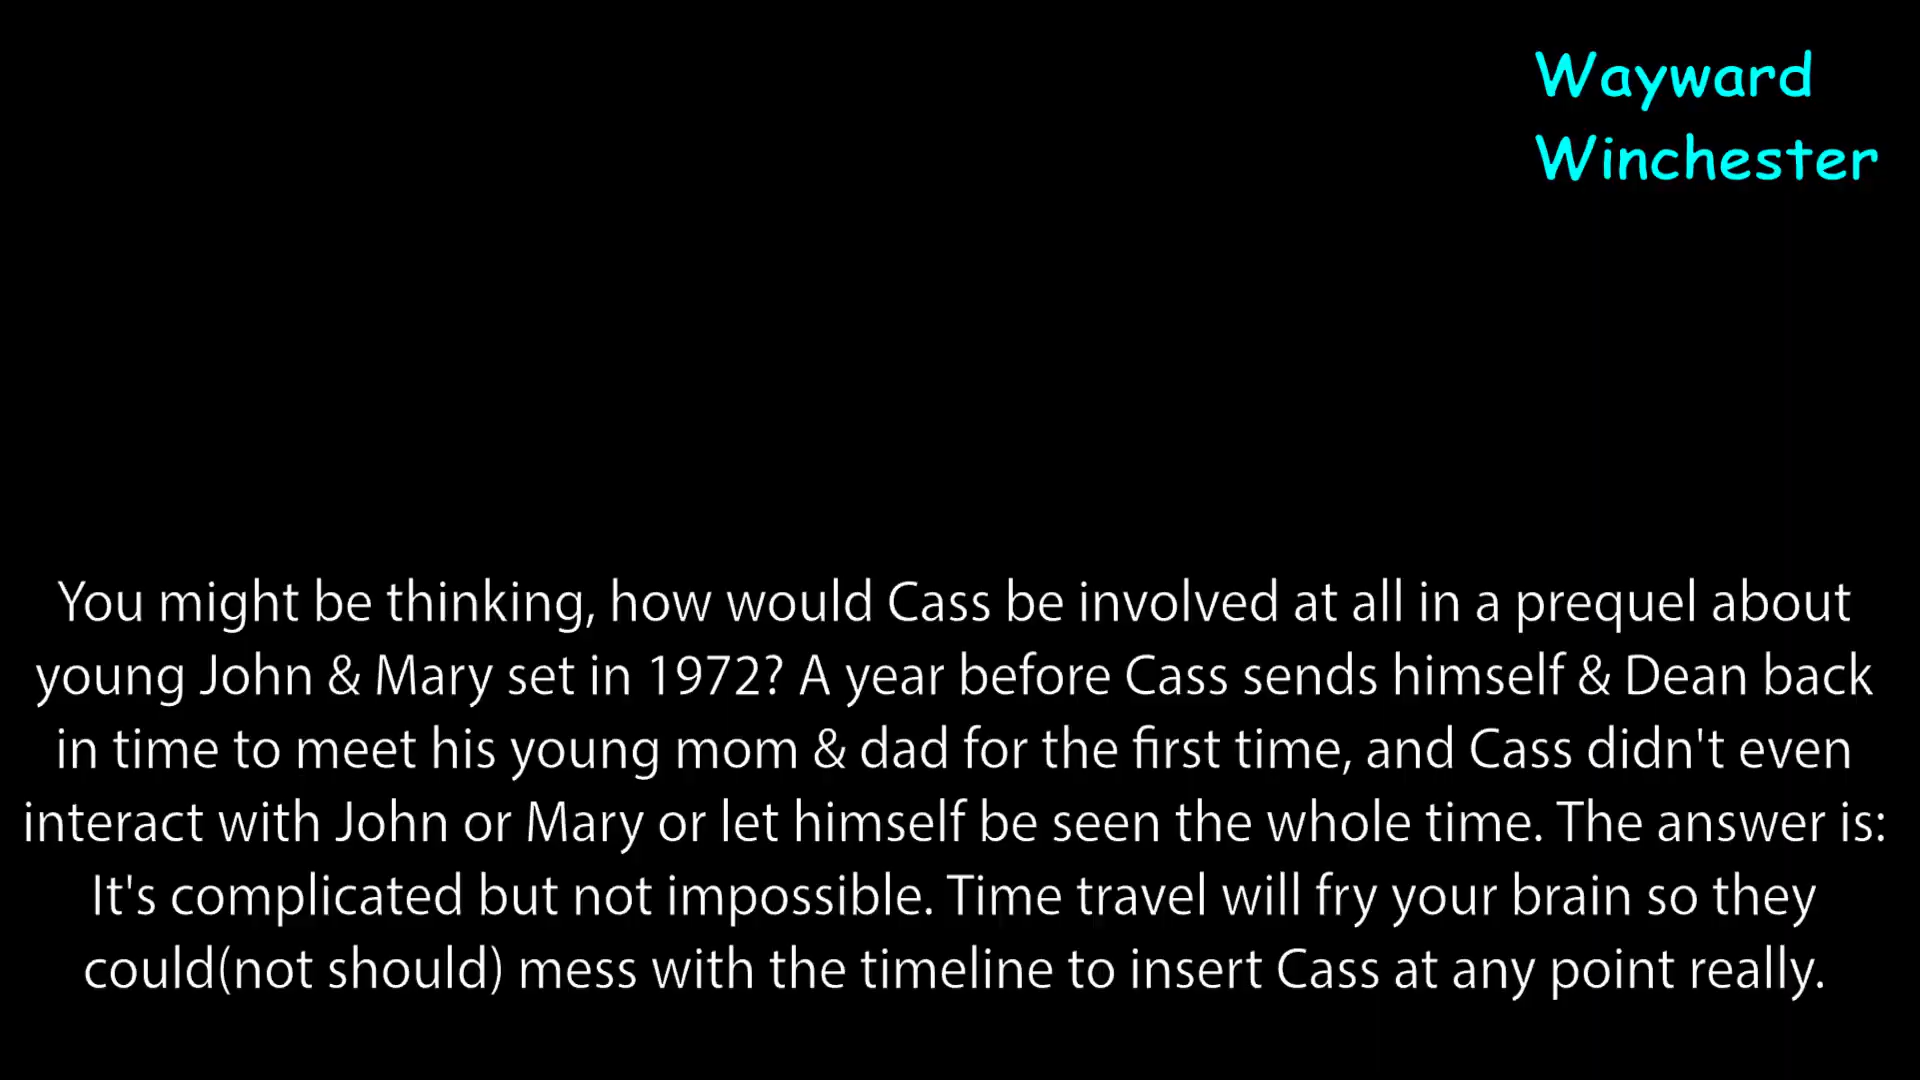 Wayward
Winchester
You might be thinking, how would Cass be involved at all in a prequel about
young John & Mary set in 1972? A year before Cass sends himself & Dean back
in time to meet his young mom & dad for the first time, and Cass didn't even
interact with John or Mary or let himself be seen the whole time. The answer is:
It's complicated but not impossible. Time travel will fry your brain so they
could(not should) mess with the timeline to insert Cass at any point really.